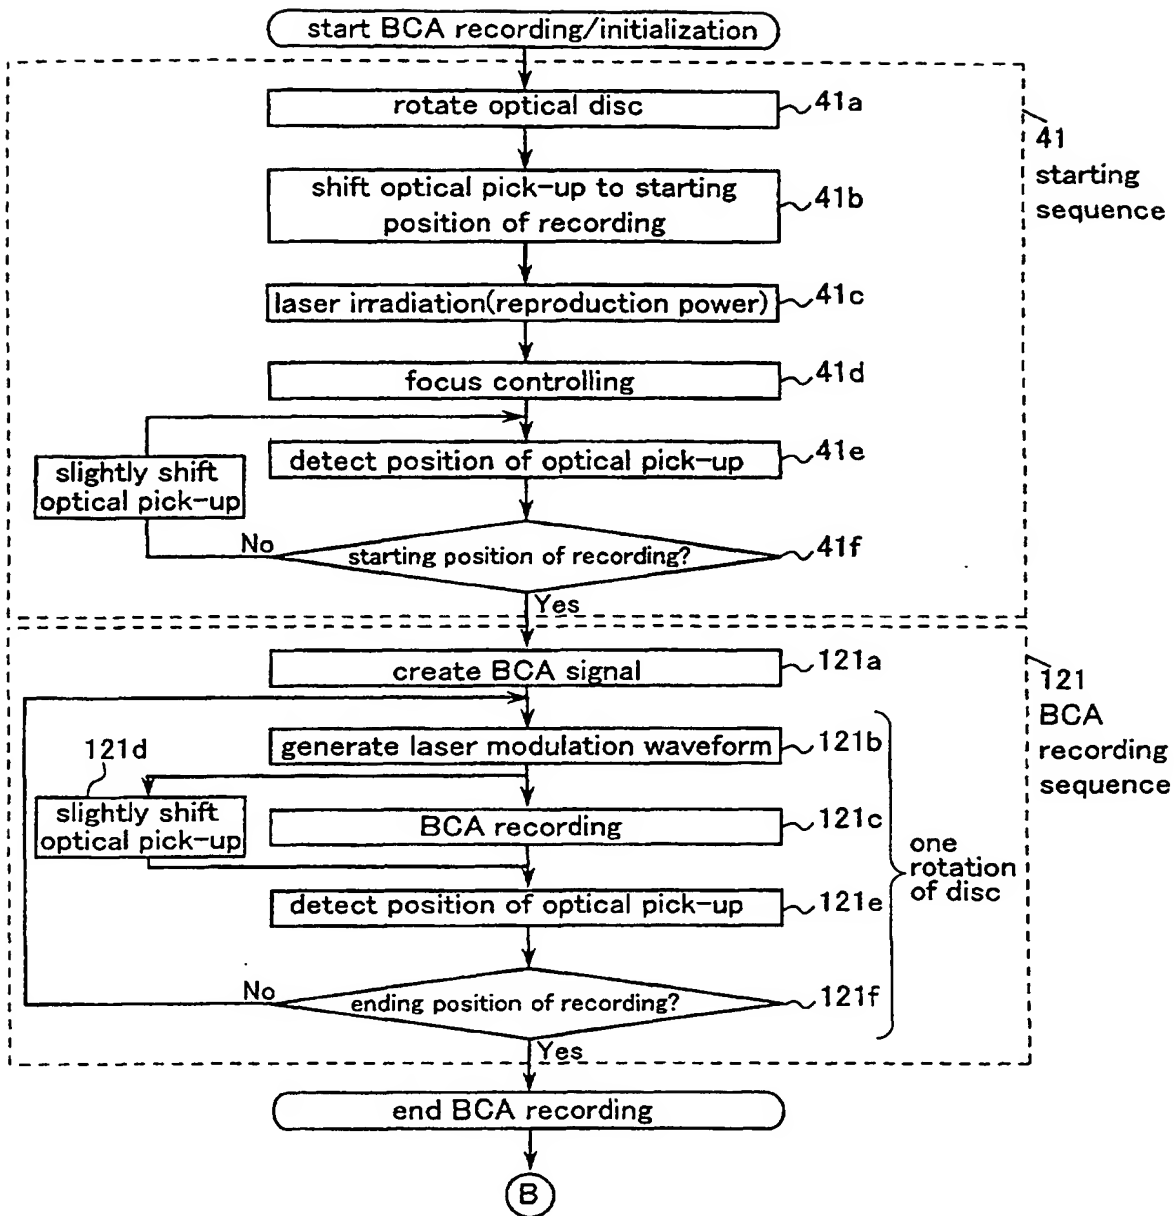 start BCA recording/initialization
rotate optical disc
41a
41
starting
sequence
shift optical pick-up to starting
position of recording
41b
laser irradiation(reproduction power)
41c
focus controlling
41d
slightly shift
optical pick-up
detect position of optical pick-up
41e
No
starting position of recording?
41f
Yes
create BCA signal
121a
121
BCA
recording
sequence
121d
generate laser modulation waveform
121b
slightly shift
optical pick-up
BCA recording
121c
one
rotation
of disc
detect position of optical pick-up
121e
No
ending position of recording?
121f
Yes
end BCA recording
B